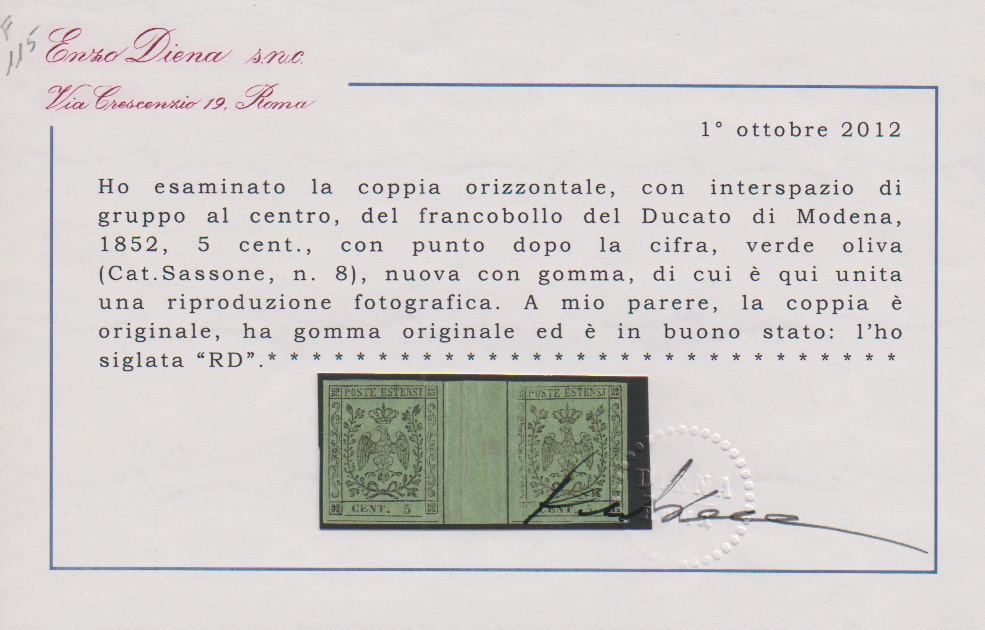 F
115
Enzo Diena s.n.c.
Via Crescenzio 19, Roma
1° ottobre 2012
Ho esaminato la coppia orizzontale, con interspazio di
gruppo al centro, del francobollo del Ducato di Modena,
1852, 5 cent., con punto dopo la cifra, verde oliva
(Cat.Sassone, n. 8), nuova con gomma, di cui è qui unita
una riproduzione fotografica. A mio parere, la coppia è
originale, ha gomma originale ed è in buono stato: l'ho
siglata “RD”.* * * * * * * * * * * * * * * * * * * * * * * * * * * * *
POSTE ESTENSI POSTE ESTENSI
CENT. 5 CENT.